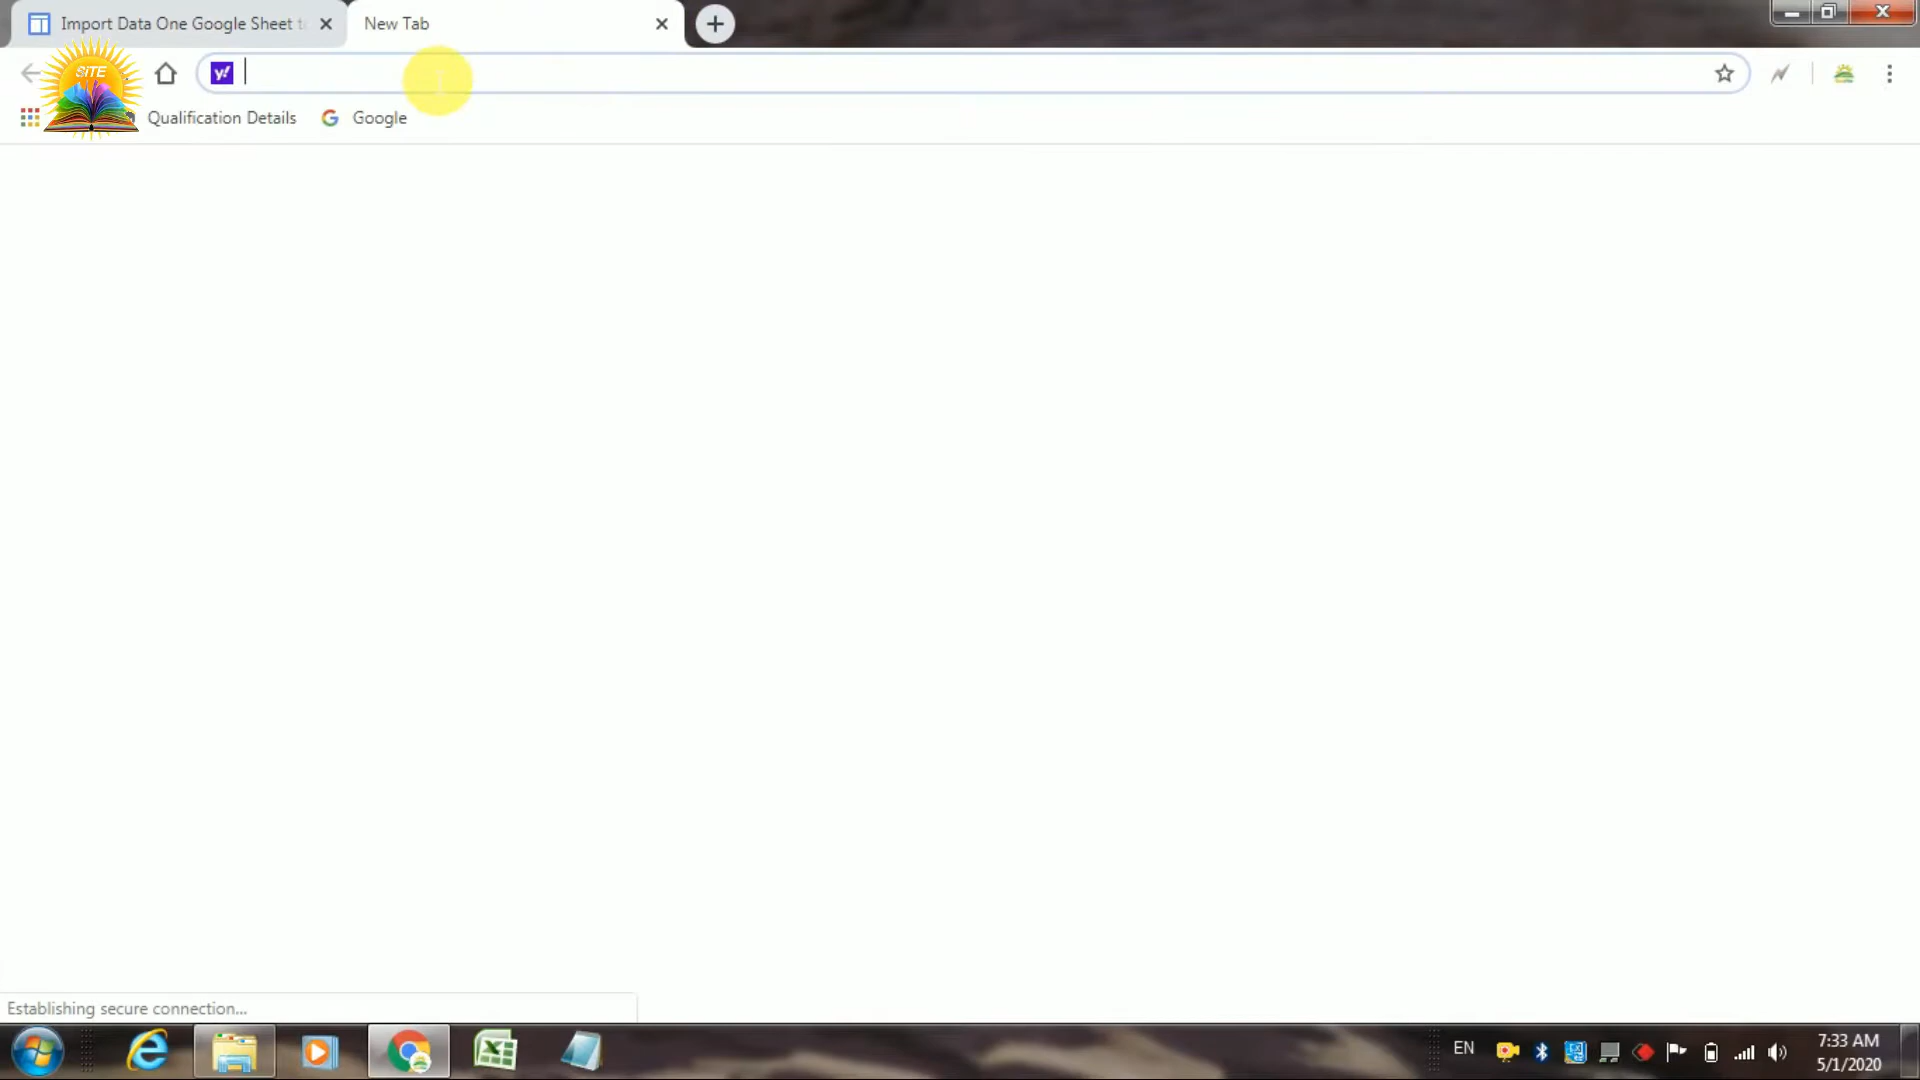 Import Data One Google Sheet t
New Tab
SITE
y!
Qualification Details
Google
Establishing secure connection...
EN
7:33 AM
5/1/2020